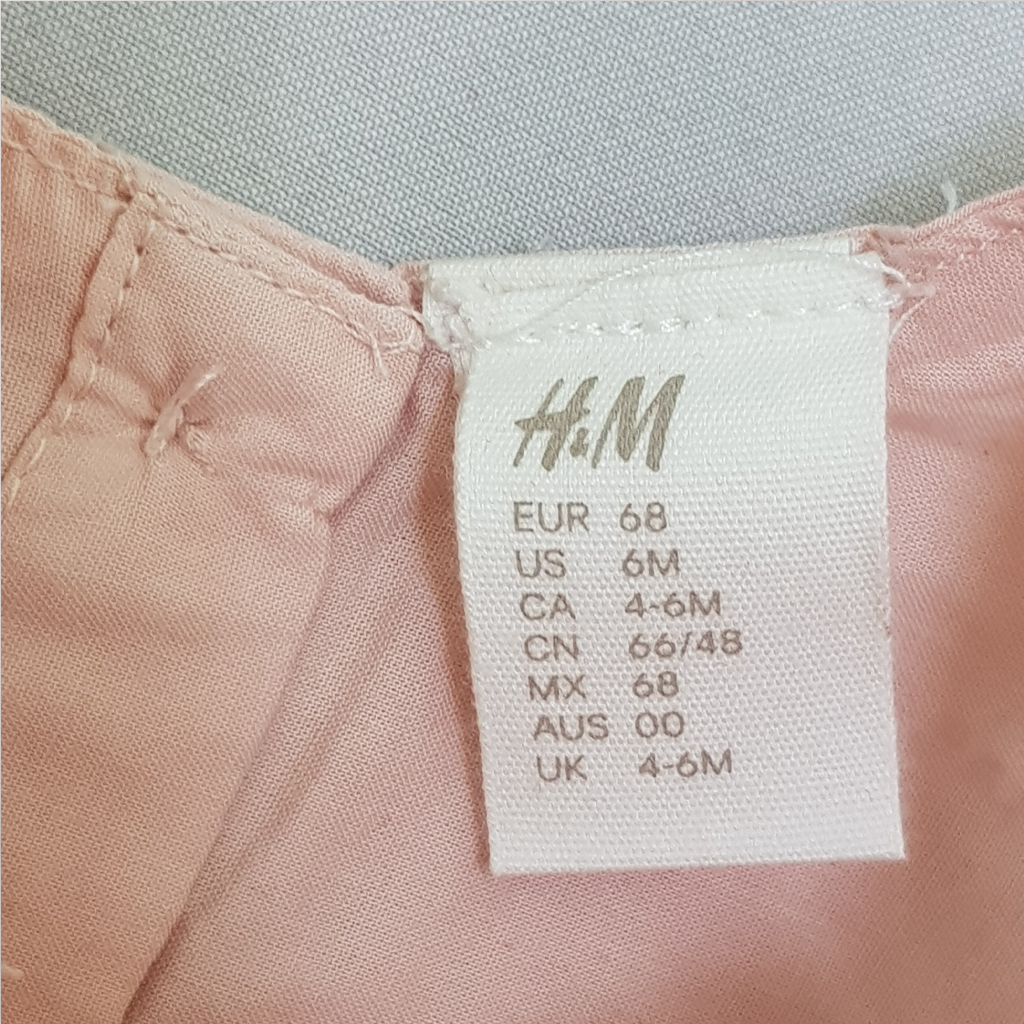 H&M
EUR 68
US 6M
CA 4-6M
CN 66/48
MX 68
AUS 00
UK 4-6M